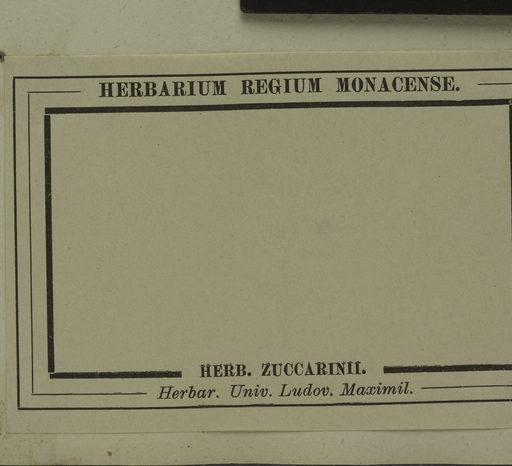 HERBARIUM REGIUM MONACENSE.
HERB. ZUCCARINII.
Herbar. Univ. Ludov. Maximil.